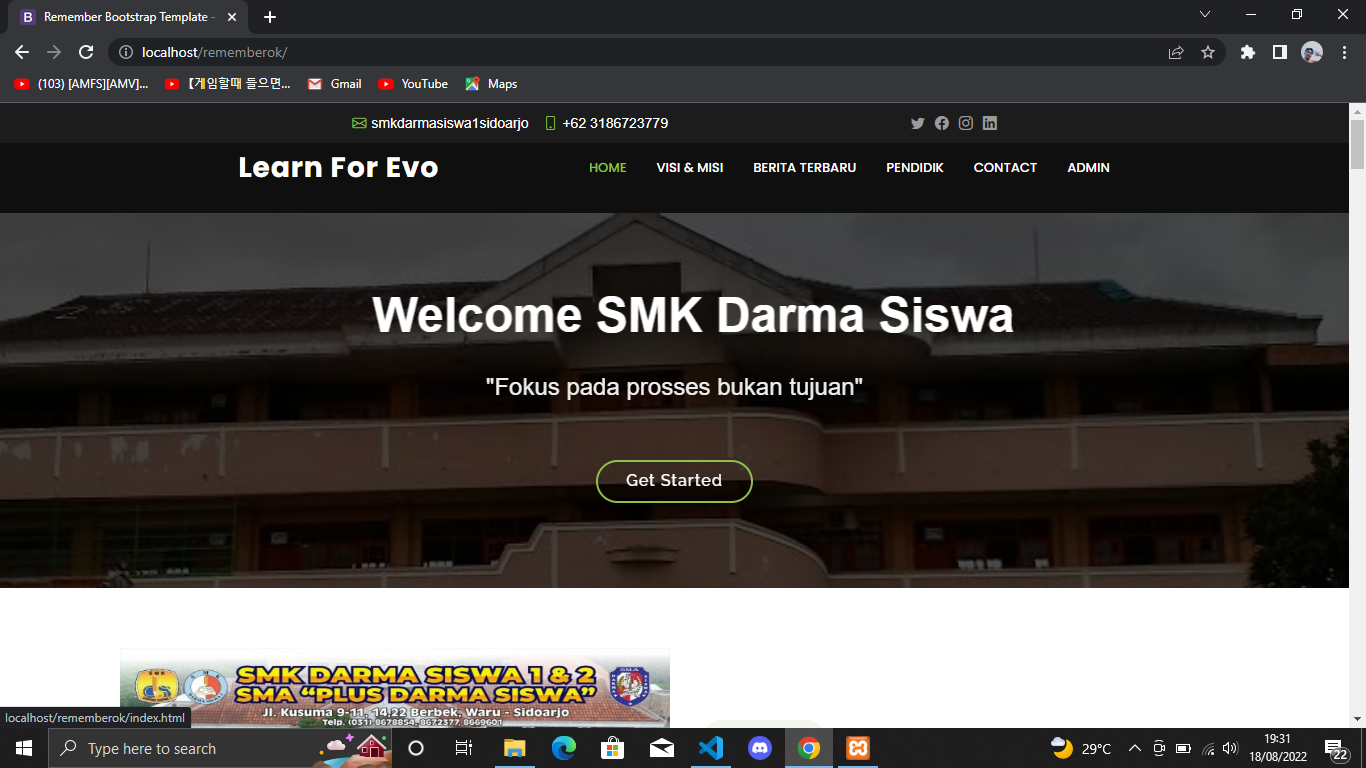 Remember Bootstrap Template -
localhost/rememberok/
(103) [AMFS][AMV]...
【게임할때 들으면...
Gmail
YouTube
Maps
smkdarmasiswa1sidoarjo
+62 3186723779
Learn For Evo
HOME
VISI & MISI
BERITA TERBARU
PENDIDIK
CONTACT
ADMIN
Welcome SMK Darma Siswa
"Fokus pada prosses bukan tujuan"
Get Started
SMK DARMA SISWA 1 & 2
SMA “PLUS DARMA SISWA”
Jl. Kusuma 9-11, 14,22 Berbek, Waru - Sidoarjo
Telp. (031) 8678854, 8672377, 8669601
localhost/rememberok/index.html
Type here to search
29°C
19:31
18/08/2022
22